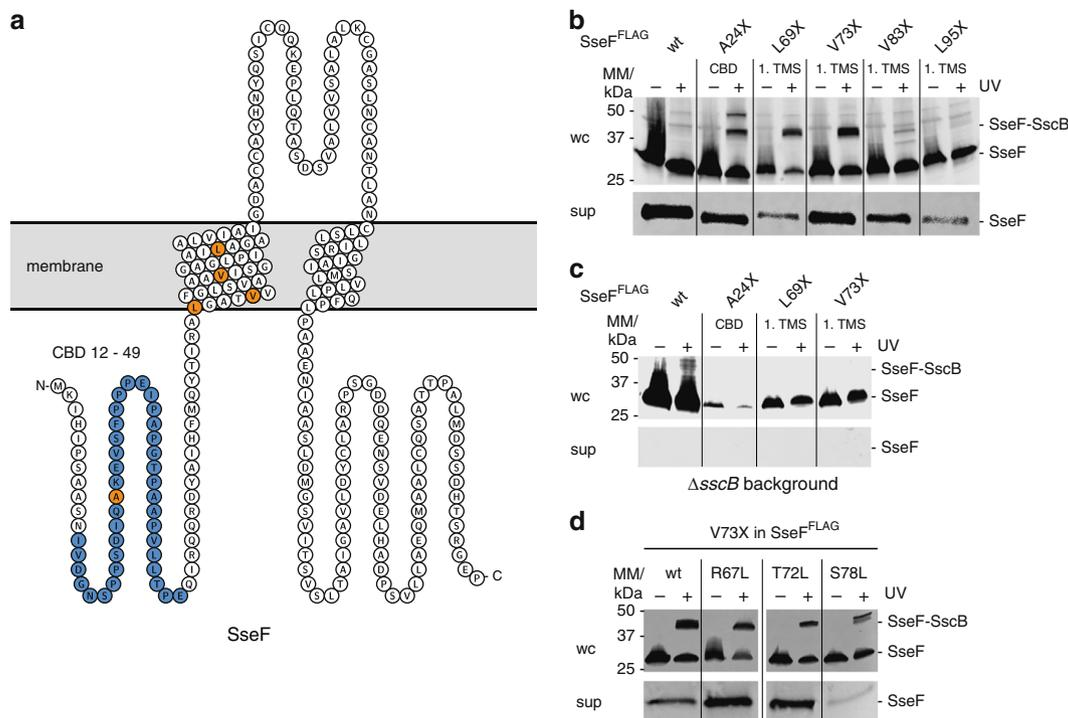 a
membrane
CBD 12 - 49
N-
- C
SseF
b
SseF^FLAG
wt
A24X
L69X
V73X
V83X
L95X
CBD 1. TMS 1. TMS 1. TMS 1. TMS
MM/
kDa
– + – + – + – + – + – + UV
50 -
- SseF-SscB
wc 37 -
- SseF
25 -
sup
- SseF
c
SseF^FLAG
wt
A24X
L69X
V73X
CBD 1. TMS 1. TMS
MM/
kDa
– + – + – + – + UV
50 -
- SseF-SscB
37 -
wc - SseF
25 -
sup - SseF
ΔsscB background
d
V73X in SseF^FLAG
wt R67L T72L S78L
MM/
kDa
– + – + – + – + UV
50 -
- SseF-SscB
37 -
wc - SseF
25 -
sup - SseF